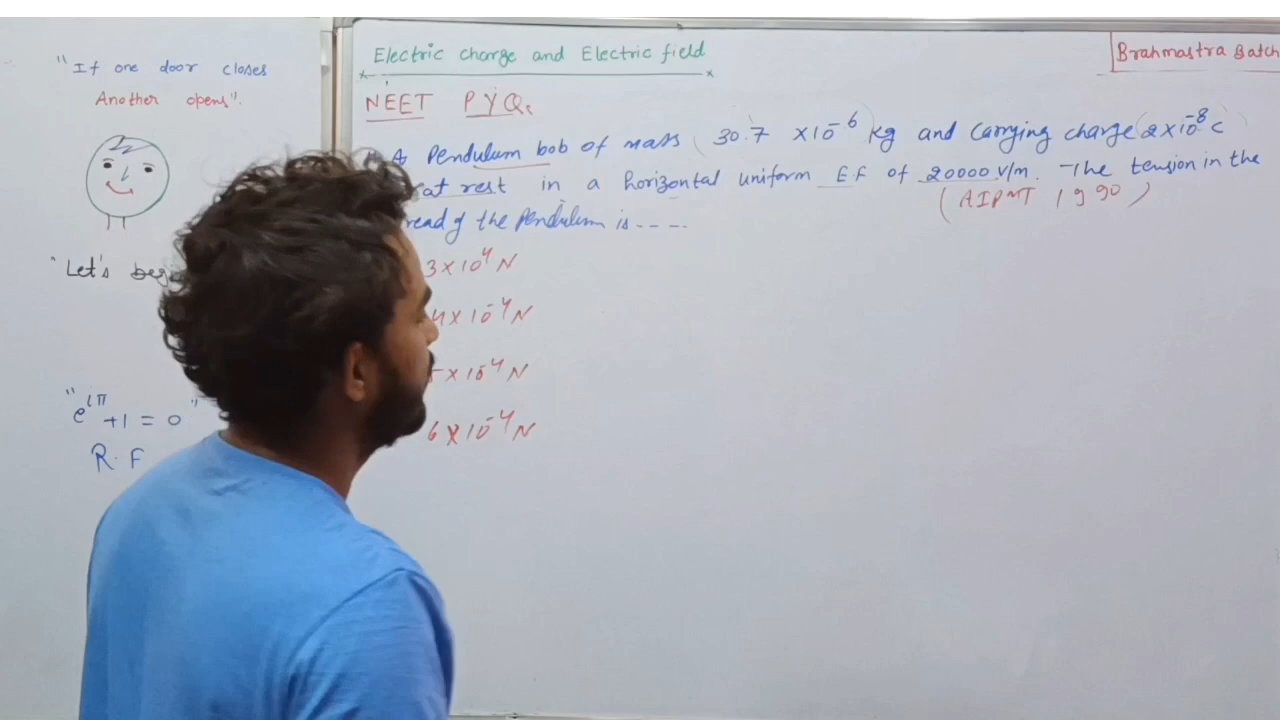 "If one door closes
Another opens".
"Let's
"e^iπ +1 = 0"
R.F
Electric charge and Electric field
Brahmastra Batch
NEET PYQs
A Pendulum bob of mass (30.7 × 10^-6 kg and carrying charge 2×10^-8 C
at rest in a horizontal uniform E.F of 20000 V/m. The tension in the
of the Pendulum is ----.
(AIPMT 1990)
3×10^4 N
4×10^-4 N
× 10^-4 N
6×10^-4 N